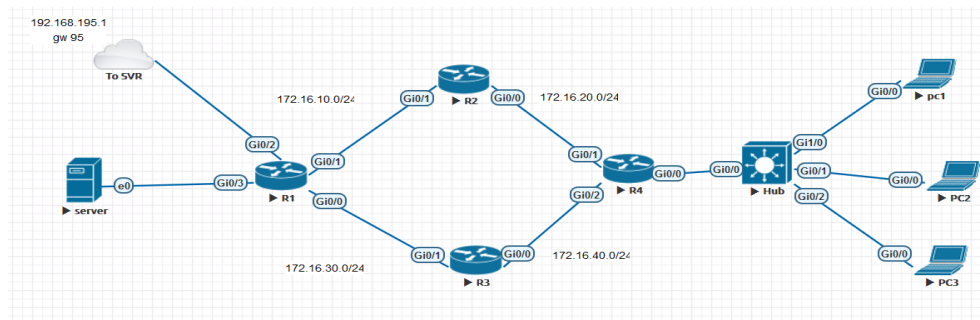 192.168.195.1
gw 95
To SVR
172.16.10.0/24
Gi0/1
R2
Gi0/0
172.16.20.0/24
Gi0/0
pc1
Gi0/2
Gi0/1
Gi0/1
Gi1/0
e0
server
Gi0/3
R1
Gi0/0
Gi0/2
R4
Gi0/0
Gi0/0
Hub
Gi0/1
Gi0/2
Gi0/0
PC2
172.16.30.0/24
Gi0/1
R3
Gi0/0
172.16.40.0/24
Gi0/0
PC3